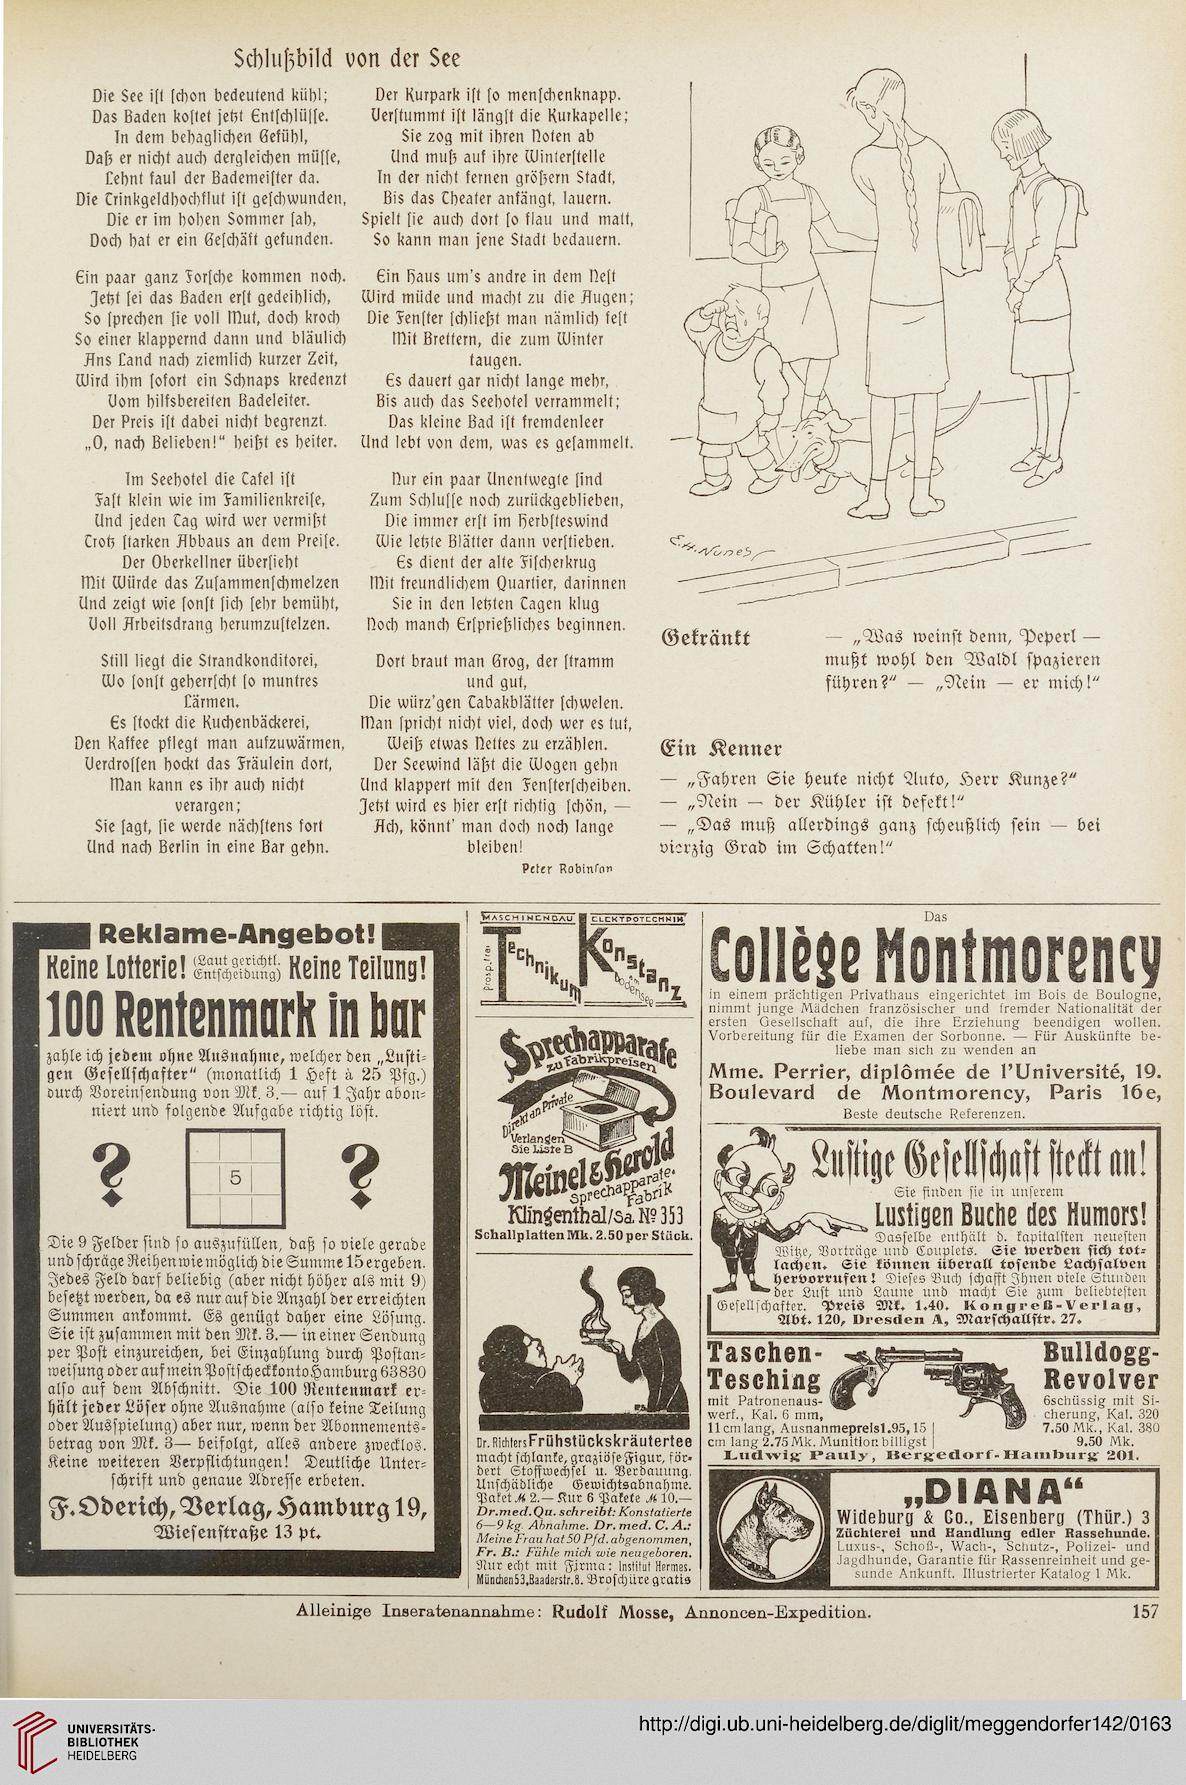 Schlußbild von der See
Die See ist schon bedeutend kühl;
Das Baden kostet jetzt Entschlüsse.
In dem behaglichen Gefühl,
Daß er nicht auch dergleichen müsse,
Lehnt faul der Bademeister da.
Die Trinkgeldhochflut ist geschwunden,
Die er im hohen Sommer sah,
Doch hat er ein Geschäft gefunden.
Ein paar ganz Forsche kommen noch.
Jetzt sei das Baden erst gedeihlich,
So sprechen sie voll Mut, doch kroch
So einer klappernd dann und bläulich
Ans Land nach ziemlich kurzer Zeit,
Wird ihm sofort ein Schnaps kredenzt
Vom hilfsbereiten Badeleiter.
Der Preis ist dabei nicht begrenzt.
„O, nach Belieben!“ heißt es heiter.
Im Seehotel die Tafel ist
Fast klein wie im Familienkreise,
Und jeden Tag wird wer vermißt
Trotz starken Abbaus an dem Preise.
Der Oberkellner übersieht
Mit Würde das Zusammenschmelzen
Und zeigt wie sonst sich sehr bemüht,
Voll Arbeitsdrang herumzustelzen.
Still liegt die Strandkonditorei,
Wo sonst geherrscht so muntres
Lärmen.
Es stockt die Kuchenbäckerei,
Den Kaffee pflegt man aufzuwärmen,
Verdrossen hockt das Fräulein dort,
Man kann es ihr auch nicht
verargen;
Sie sagt, sie werde nächstens fort
Und nach Berlin in eine Bar gehn.
Der Kurpark ist so menschenknapp.
Verstummt ist längst die Kurkapelle;
Sie zog mit ihren Noten ab
Und muß auf ihre Winterstelle
In der nicht fernen größern Stadt,
Bis das Theater anfängt, lauern.
Spielt sie auch dort so flau und matt,
So kann man jene Stadt bedauern.
Ein Haus um's andre in dem Nest
Wird müde und macht zu die Augen;
Die Fenster schließt man nämlich fest
Mit Brettern, die zum Winter
taugen.
Es dauert gar nicht lange mehr,
Bis auch das Seehotel verrammelt;
Das kleine Bad ist fremdenleer
Und lebt von dem, was es gesammelt.
Nur ein paar Unentwegte sind
Zum Schlusse noch zurückgeblieben,
Die immer erst im Herbsteswind
Wie letzte Blätter dann verstieben.
Es dient der alte Fischerkrug
Mit freundlichem Quartier, darinnen
Sie in den letzten Tagen klug
Noch manch Ersprießliches beginnen.
Dort braut man Grog, der stramm
und gut,
Die würz'gen Tabakblätter schwelen.
Man spricht nicht viel, doch wer es tut,
Weiß etwas Nettes zu erzählen.
Der Seewind läßt die Wogen gehn
Und klappert mit den Fensterscheiben.
Jetzt wird es hier erst richtig schön, —
Ach, könnt' man doch noch lange
bleiben!
Peter Robinson
E.H.Nunes
Gekränkt
— „Was weinst denn, Peperl —
mußt wohl den Waldl spazieren
führen?“ — „Nein — er mich!“
Ein Kenner
— „Fahren Sie heute nicht Auto, Herr Kunze?“
— „Nein — der Kühler ist defekt!“
— „Das muß allerdings ganz scheußlich sein — bei
vierzig Grad im Schatten!“
Reklame-Angebot!
Keine Lotterie! (Laut gerichtl. Entscheidung) Keine Teilung!
100 Rentenmark in bar
zahle ich jedem ohne Ausnahme, welcher den „Lusti-
gen Gesellschafter“ (monatlich 1 Heft à 25 Pfg.)
durch Voreinsendung von Mk. 3.— auf 1 Jahr abon-
niert und folgende Aufgabe richtig löst.
? 5 ?
Die 9 Felder sind so auszufüllen, daß so viele gerade
und schräge Reihen wie möglich die Summe 15 ergeben.
Jedes Feld darf beliebig (aber nicht höher als mit 9)
besetzt werden, da es nur auf die Anzahl der erreichten
Summen ankommt. Es genügt daher eine Lösung.
Sie ist zusammen mit den Mk. 3.— in einer Sendung
per Post einzureichen, bei Einzahlung durch Postan-
weisung oder auf mein Postscheckkonto Hamburg 63830
also auf dem Abschnitt. Die 100 Rentenmark er-
hält jeder Löser ohne Ausnahme (also keine Teilung
oder Ausspielung) aber nur, wenn der Abonnements-
betrag von Mk. 3— beifolgt, alles andere zwecklos.
Keine weiteren Verpflichtungen! Deutliche Unter-
schrift und genaue Adresse erbeten.
F. Oderich, Verlag, Hamburg 19,
Wiesenstraße 13 pt.
MASCHINENBAU ELEKTROTECHNIK
prosp. frei
Technikum Konstanz
am Bodensee
Sprechapparate
zu Fabrikpreisen
Direkt an Private
Verlangen
Sie Liste B
Meinel & Herold
Sprechapparate-
Fabrik
Klingenthal/Sa. No 353
Schallplatten Mk. 2.50 per Stück.
Dr. Richters Frühstückskräutertee
macht schlanke, graziöse Figur, för-
dert Stoffwechsel u. Verdauung.
Unschädliche Gewichtsabnahme.
Paket M 2.— Kur 6 Pakete M 10.—
Dr. med. Qu. schreibt: Konstatierte
6—9 kg. Abnahme. Dr. med. C. A.:
Meine Frau hat 50 Pfd. abgenommen,
Fr. B.: Fühle mich wie neugeboren.
Nur echt mit Firma: Institut Hermes.
München 53, Baaderstr. 8. Broschüre gratis
Das
Collège Montmorency
in einem prächtigen Privathaus eingerichtet im Bois de Boulogne,
nimmt junge Mädchen französischer und fremder Nationalität der
ersten Gesellschaft auf, die ihre Erziehung beendigen wollen.
Vorbereitung für die Examen der Sorbonne. — Für Auskünfte be-
liebe man sich zu wenden an
Mme. Perrier, diplômée de l'Université, 19.
Boulevard de Montmorency, Paris 16e,
Beste deutsche Referenzen.
Lustige Gesellschaft steckt an!
Sie finden sie in unserem
Lustigen Buche des Humors!
Dasselbe enthält d. kapitalsten neuesten
Witze, Vorträge und Couplets. Sie werden sich tot-
lachen. Sie können überall tosende Lachsalven
hervorrufen! Dieses Buch schafft Ihnen viele Stunden
der Lust und Laune und macht Sie zum beliebtesten
Gesellschafter. Preis Mk. 1.40. Kongreß-Verlag,
Abt. 120, Dresden A, Marschallstr. 27.
Taschen-
Tesching
mit Patronenaus-
werf., Kal. 6 mm,
11 cm lang, Ausnahmepreis 1.95, 15
cm lang 2.75 Mk. Munition billigst
Bulldogg-
Revolver
6schüssig mit Si-
cherung, Kal. 320
7.50 Mk., Kal. 380
9.50 Mk.
Ludwig Pauly, Bergedorf-Hamburg 201.
„DIANA“
Wideburg & Co., Eisenberg (Thür.) 3
Züchterei und Handlung edler Rassehunde.
Luxus-, Schoß-, Wach-, Schutz-, Polizei- und
Jagdhunde, Garantie für Rassenreinheit und ge-
sunde Ankunft. Illustrierter Katalog 1 Mk.
Alleinige Inseratenannahme: Rudolf Mosse, Annoncen-Expedition.
157
UNIVERSITÄTS-
BIBLIOTHEK
HEIDELBERG
http://digi.ub.uni-heidelberg.de/diglit/meggendorfer142/0163